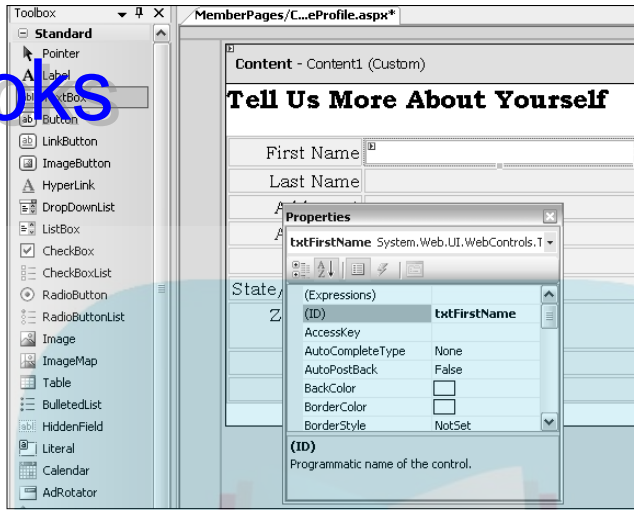 Toolbox
MemberPages/C...eProfile.aspx*
Standard
Pointer
Label
TextBox
Button
LinkButton
ImageButton
A HyperLink
DropDownList
ListBox
CheckBox
CheckBoxList
RadioButton
RadioButtonList
Image
ImageMap
Table
BulletedList
HiddenField
Literal
Calendar
AdRotator
oks
Content - Content1 (Custom)
Tell Us More About Yourself
First Name
Last Name
State/
Z
Properties
txtFirstName System.Web.UI.WebControls.T
(Expressions)
(ID) txtFirstName
AccessKey
AutoCompleteType None
AutoPostBack False
BackColor
BorderColor
BorderStyle NotSet
(ID)
Programmatic name of the control.